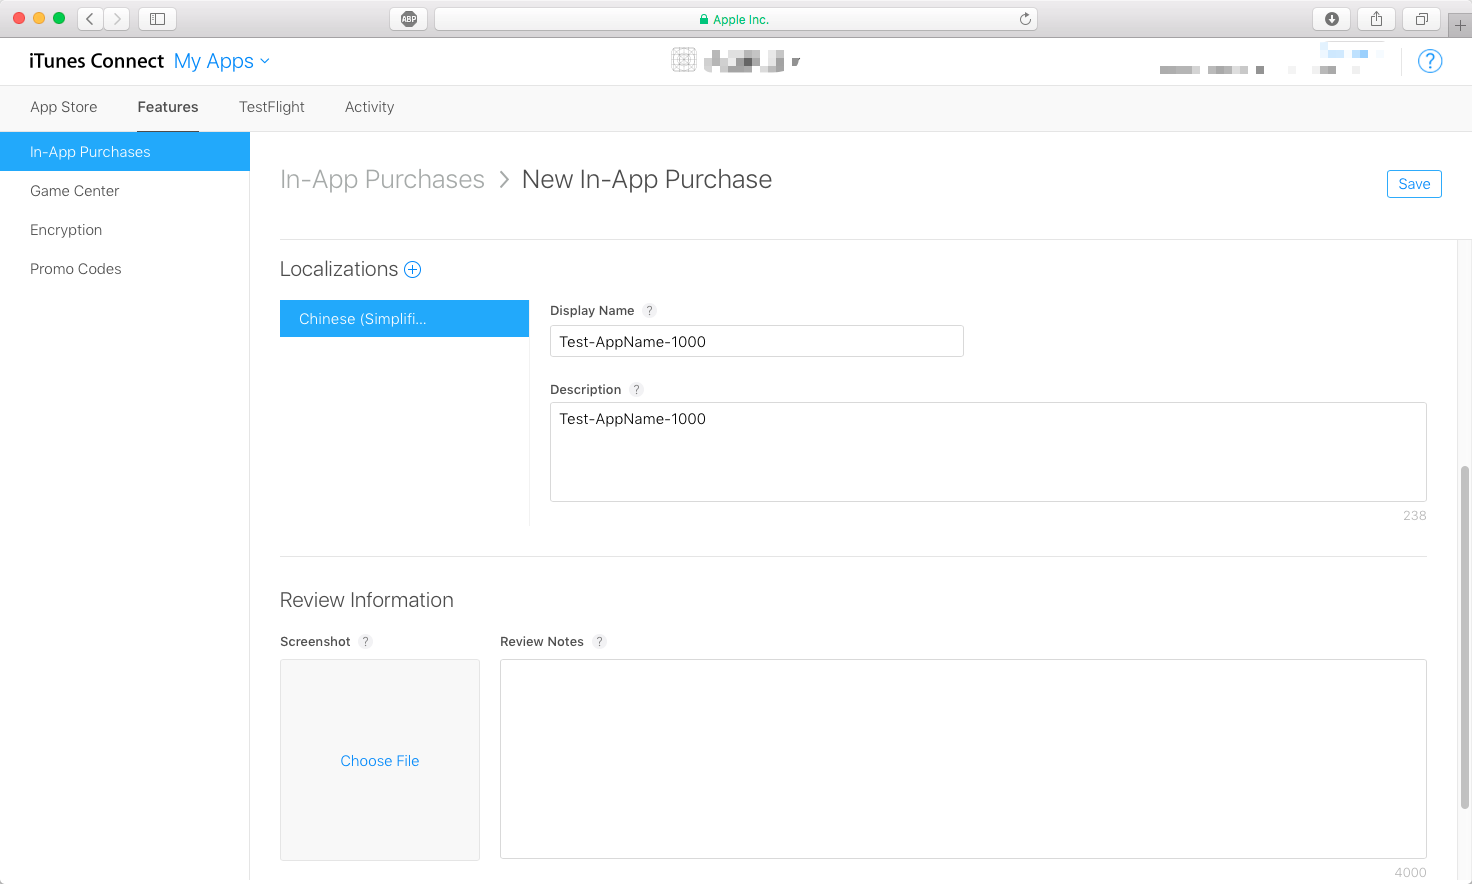 ABP
Apple Inc.
iTunes Connect My Apps
?
App Store Features TestFlight Activity
In-App Purchases
Game Center
Encryption
Promo Codes
In-App Purchases > New In-App Purchase
Save
Localizations
Chinese (Simplifi...
Display Name ?
Test-AppName-1000
Description ?
Test-AppName-1000
238
Review Information
Screenshot ?
Review Notes ?
Choose File
4000